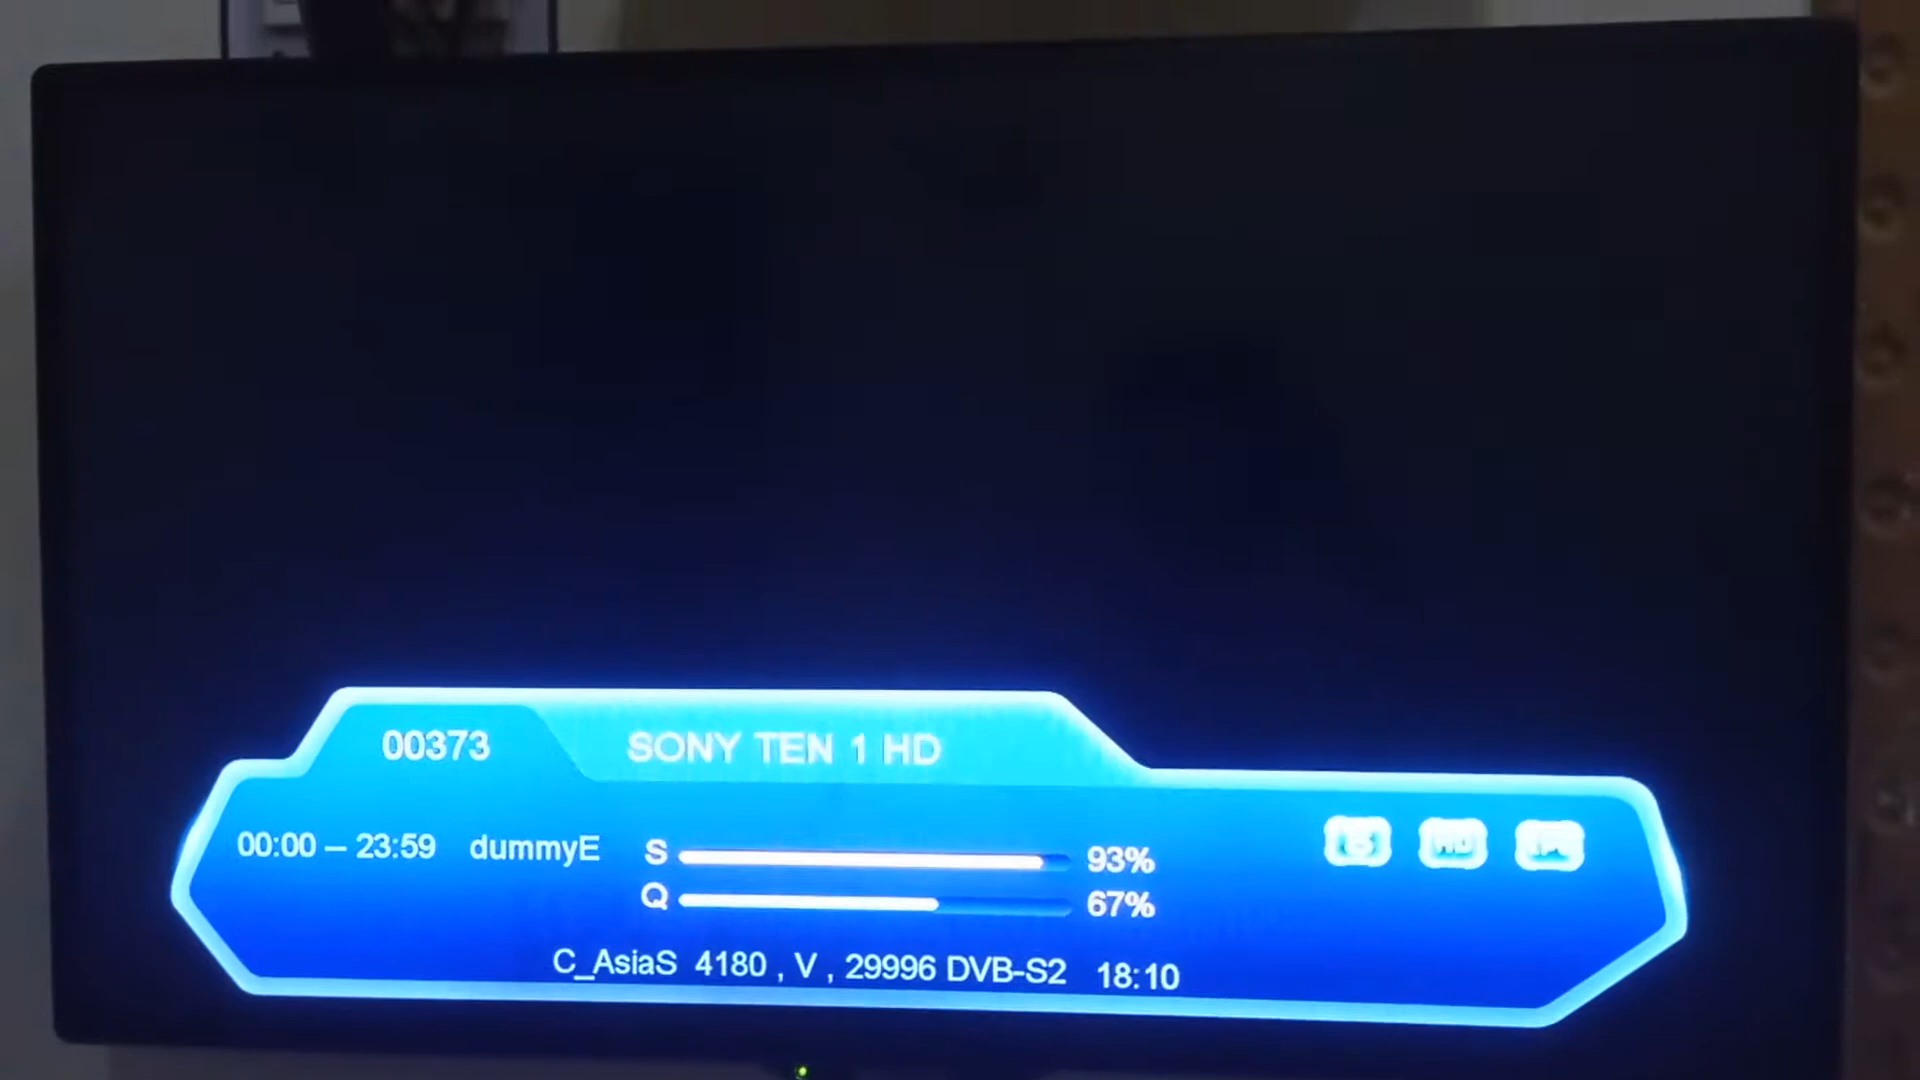 00373 SONY TEN 1 HD
00:00 – 23:59 dummyE S 93%
Q 67%
C_AsiaS 4180 , V , 29996 DVB-S2 18:10
HD